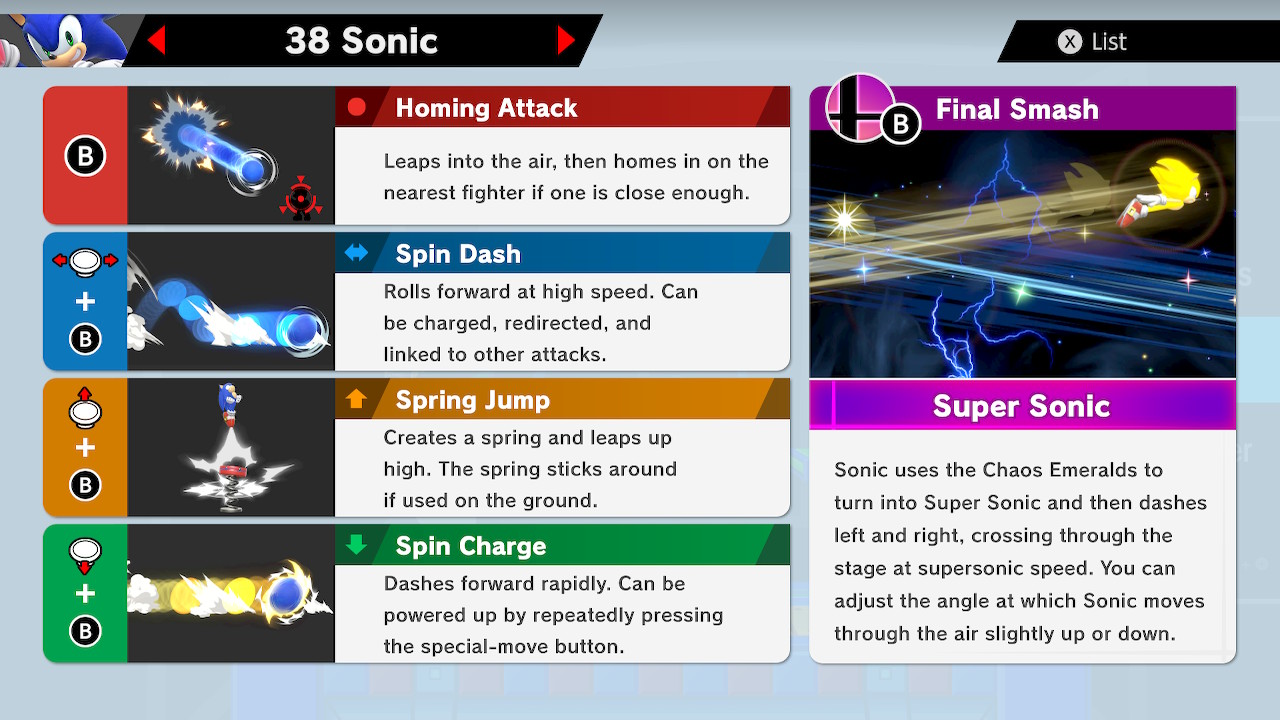 38 Sonic
X List
B
Homing Attack
Leaps into the air, then homes in on the
nearest fighter if one is close enough.
+
B
Spin Dash
Rolls forward at high speed. Can
be charged, redirected, and
linked to other attacks.
+
B
Spring Jump
Creates a spring and leaps up
high. The spring sticks around
if used on the ground.
+
B
Spin Charge
Dashes forward rapidly. Can be
powered up by repeatedly pressing
the special-move button.
B
Final Smash
Super Sonic
Sonic uses the Chaos Emeralds to
turn into Super Sonic and then dashes
left and right, crossing through the
stage at supersonic speed. You can
adjust the angle at which Sonic moves
through the air slightly up or down.